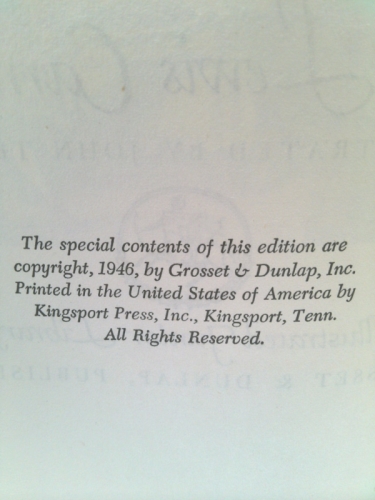 The special contents of this edition are
copyright, 1946, by Grosset & Dunlap, Inc.
Printed in the United States of America by
Kingsport Press, Inc., Kingsport, Tenn.
All Rights Reserved.